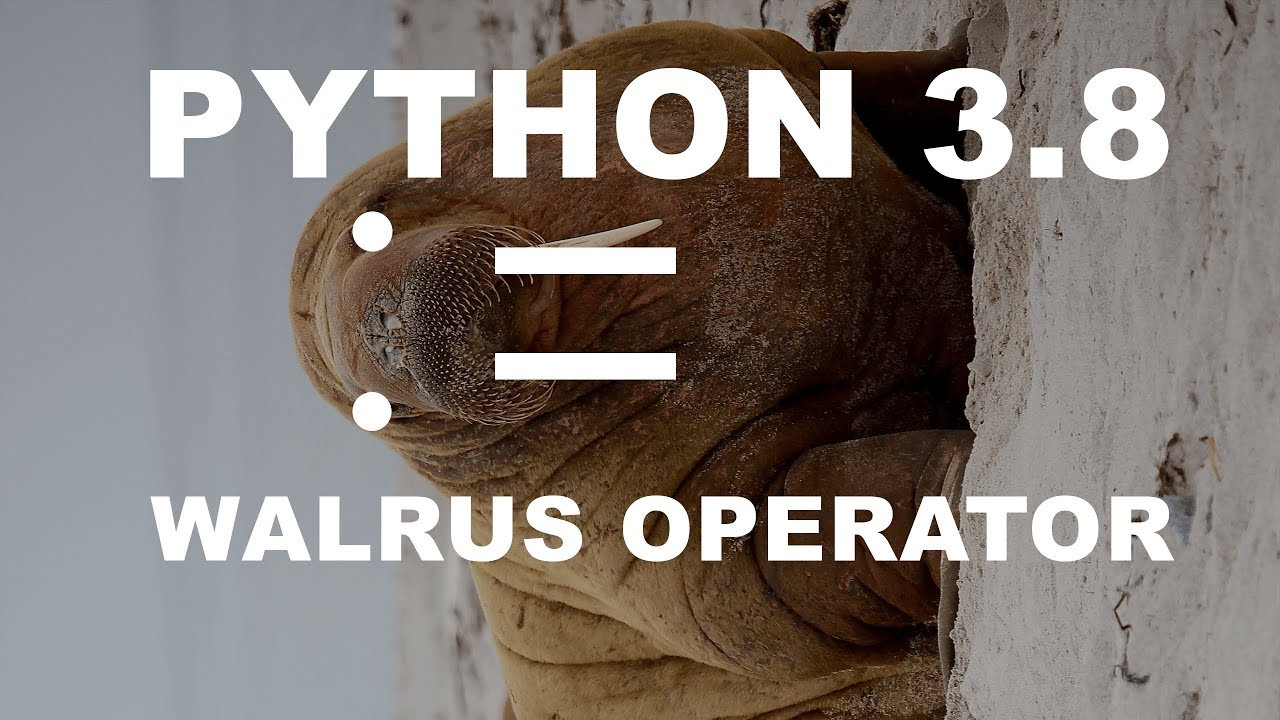 PYTHON 3.8
:=
WALRUS OPERATOR